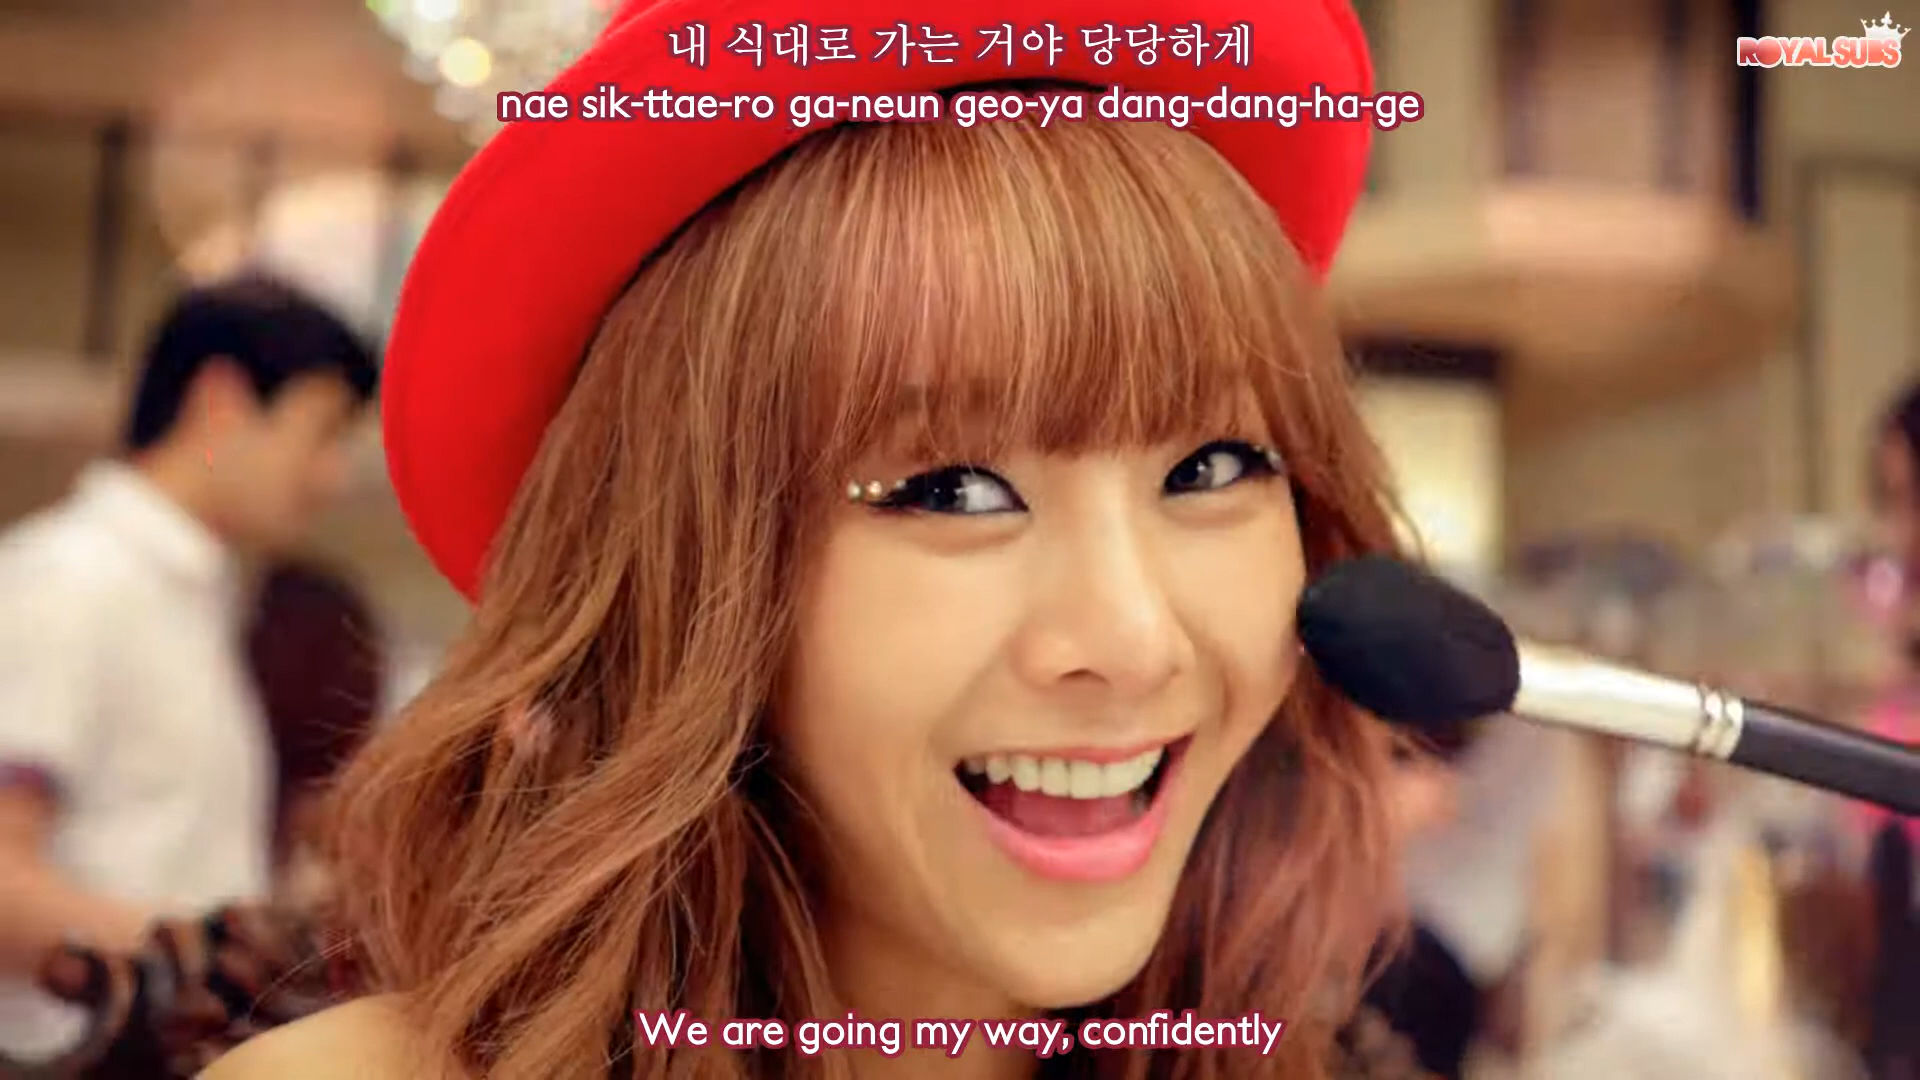 내 식대로 가는 거야 당당하게
nae sik-ttae-ro ga-neun geo-ya dang-dang-ha-ge
ROYALSUBS
We are going my way, confidently